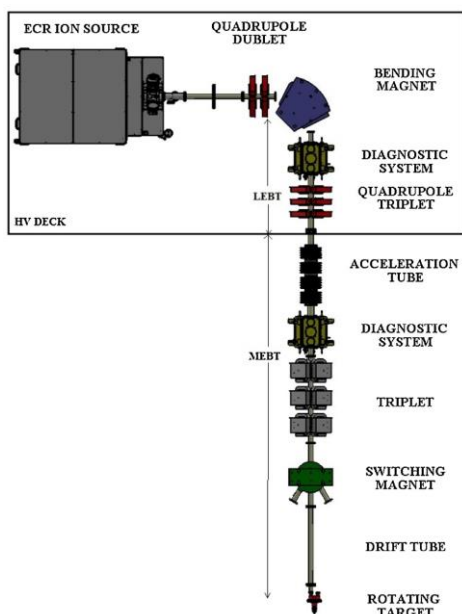 ECR ION SOURCE
QUADRUPOLE
DUBLET
BENDING
MAGNET
DIAGNOSTIC
SYSTEM
LEBT
QUADRUPOLE
TRIPLET
HV DECK
ACCELERATION
TUBE
DIAGNOSTIC
SYSTEM
MEBT
TRIPLET
SWITCHING
MAGNET
DRIFT TUBE
ROTATING
TARGET